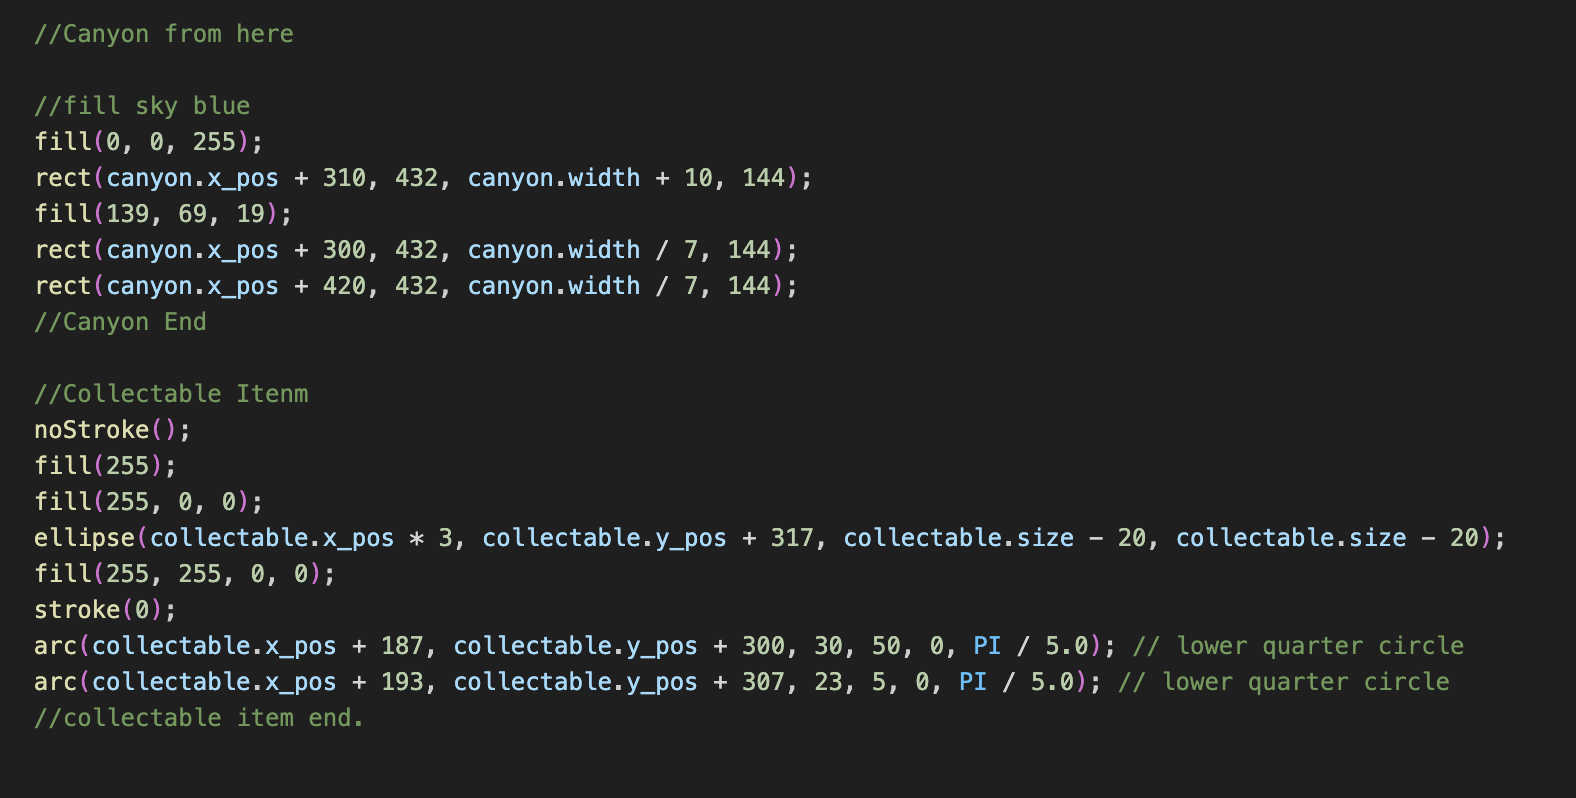 //Canyon from here
//fill sky blue
fill(0, 0, 255);
rect(canyon.x_pos + 310, 432, canyon.width + 10, 144);
fill(139, 69, 19);
rect(canyon.x_pos + 300, 432, canyon.width / 7, 144);
rect(canyon.x_pos + 420, 432, canyon.width / 7, 144);
//Canyon End
//Collectable Itenm
noStroke();
fill(255);
fill(255, 0, 0);
ellipse(collectable.x_pos * 3, collectable.y_pos + 317, collectable.size - 20, collectable.size - 20);
fill(255, 255, 0, 0);
stroke(0);
arc(collectable.x_pos + 187, collectable.y_pos + 300, 30, 50, 0, PI / 5.0); // lower quarter circle
arc(collectable.x_pos + 193, collectable.y_pos + 307, 23, 5, 0, PI / 5.0); // lower quarter circle
//collectable item end.